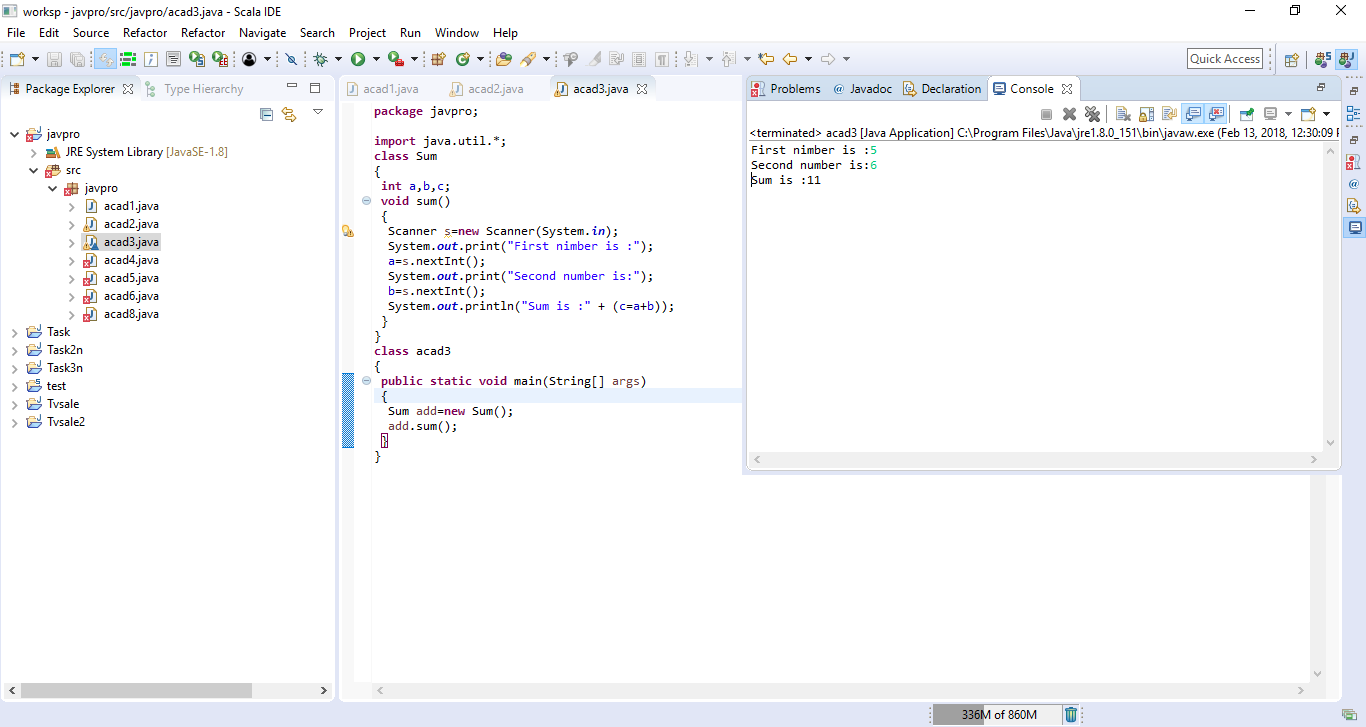 worksp - javpro/src/javpro/acad3.java - Scala IDE
File Edit Source Refactor Refactor Navigate Search Project Run Window Help
Quick Access
Package Explorer Type Hierarchy
javpro
JRE System Library [JavaSE-1.8]
src
javpro
acad1.java
acad2.java
acad3.java
acad4.java
acad5.java
acad6.java
acad8.java
Task
Task2n
Task3n
test
Tvsale
Tvsale2
acad1.java acad2.java acad3.java
package javpro;
import java.util.*;
class Sum
{
int a,b,c;
void sum()
{
Scanner s=new Scanner(System.in);
System.out.print("First nimber is :");
a=s.nextInt();
System.out.print("Second number is:");
b=s.nextInt();
System.out.println("Sum is :" + (c=a+b));
}
}
class acad3
{
public static void main(String[] args)
{
Sum add=new Sum();
add.sum();
}
}
Problems @ Javadoc Declaration Console
<terminated> acad3 [Java Application] C:\Program Files\Java\jre1.8.0_151\bin\javaw.exe (Feb 13, 2018, 12:30:09
First nimber is :5
Second number is:6
Sum is :11
336M of 860M